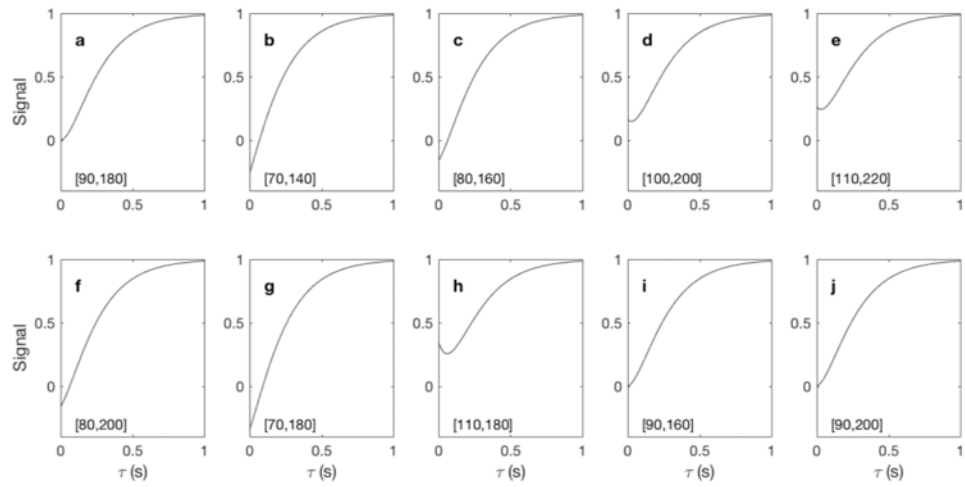 1 1 1 1 1
a b c d e
Signal 0.5 0.5 0.5 0.5 0.5
0 0 0 0 0
[90,180] [70,140] [80,160] [100,200] [110,220]
0 0.5 1 0 0.5 1 0 0.5 1 0 0.5 1 0 0.5 1
1 1 1 1 1
f g h i j
Signal 0.5 0.5 0.5 0.5 0.5
0 0 0 0 0
[80,200] [70,180] [110,180] [90,160] [90,200]
0 0.5 1 0 0.5 1 0 0.5 1 0 0.5 1 0 0.5 1
τ (s) τ (s) τ (s) τ (s) τ (s)